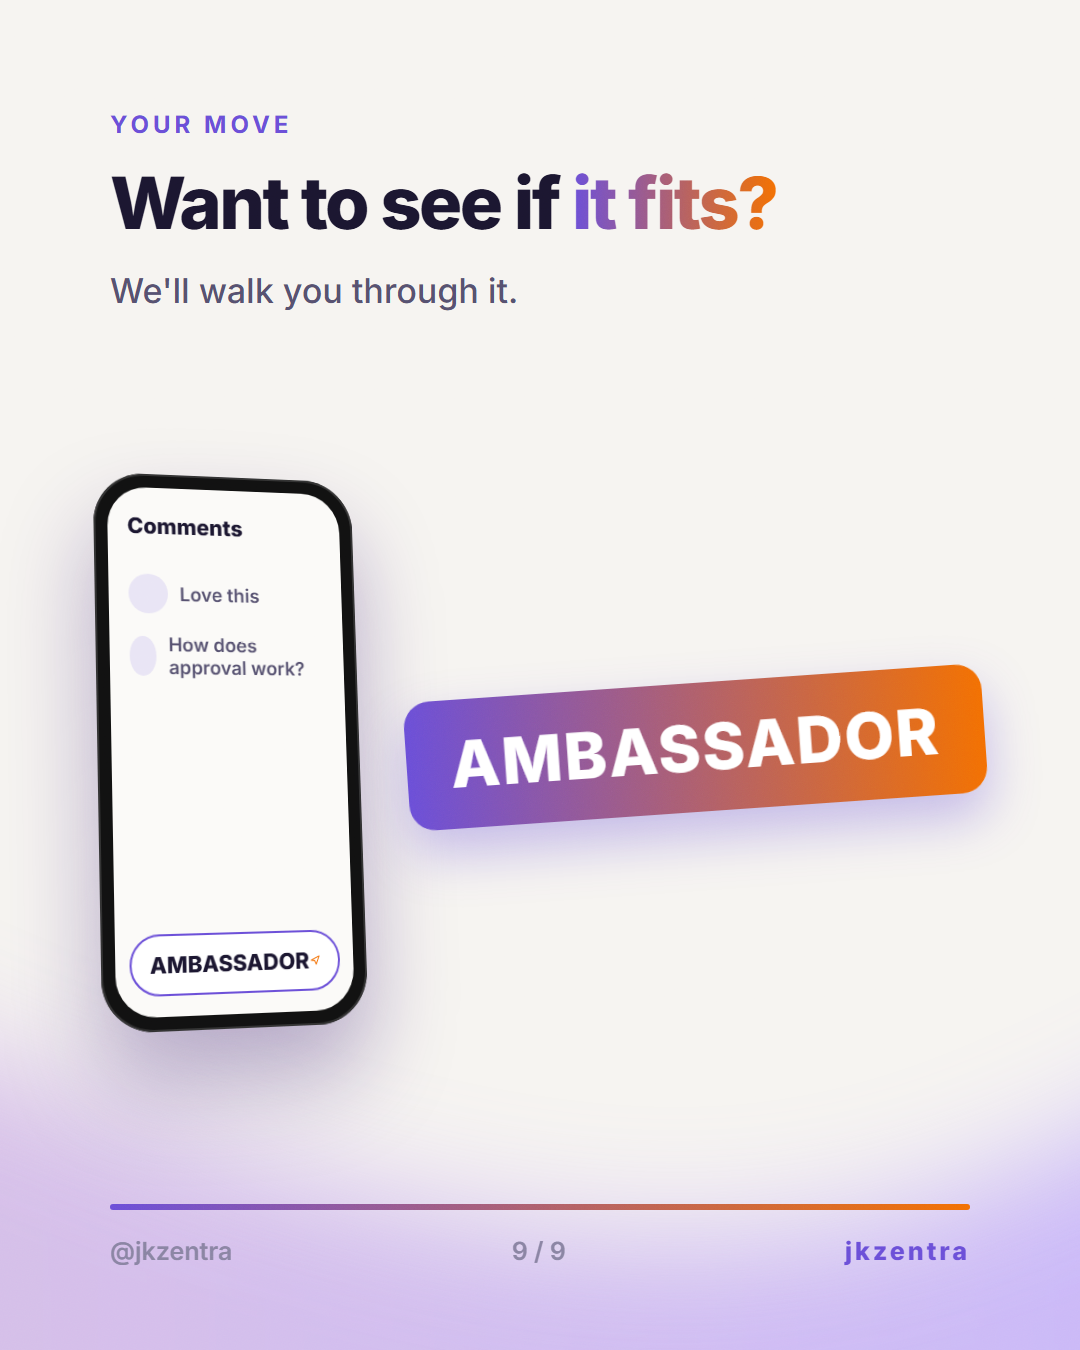 YOUR MOVE
Want to see if it fits?
We'll walk you through it.
Comments
Love this
How does
approval work?
AMBASSADOR
AMBASSADOR
@jkzentra
9 / 9
jkzentra